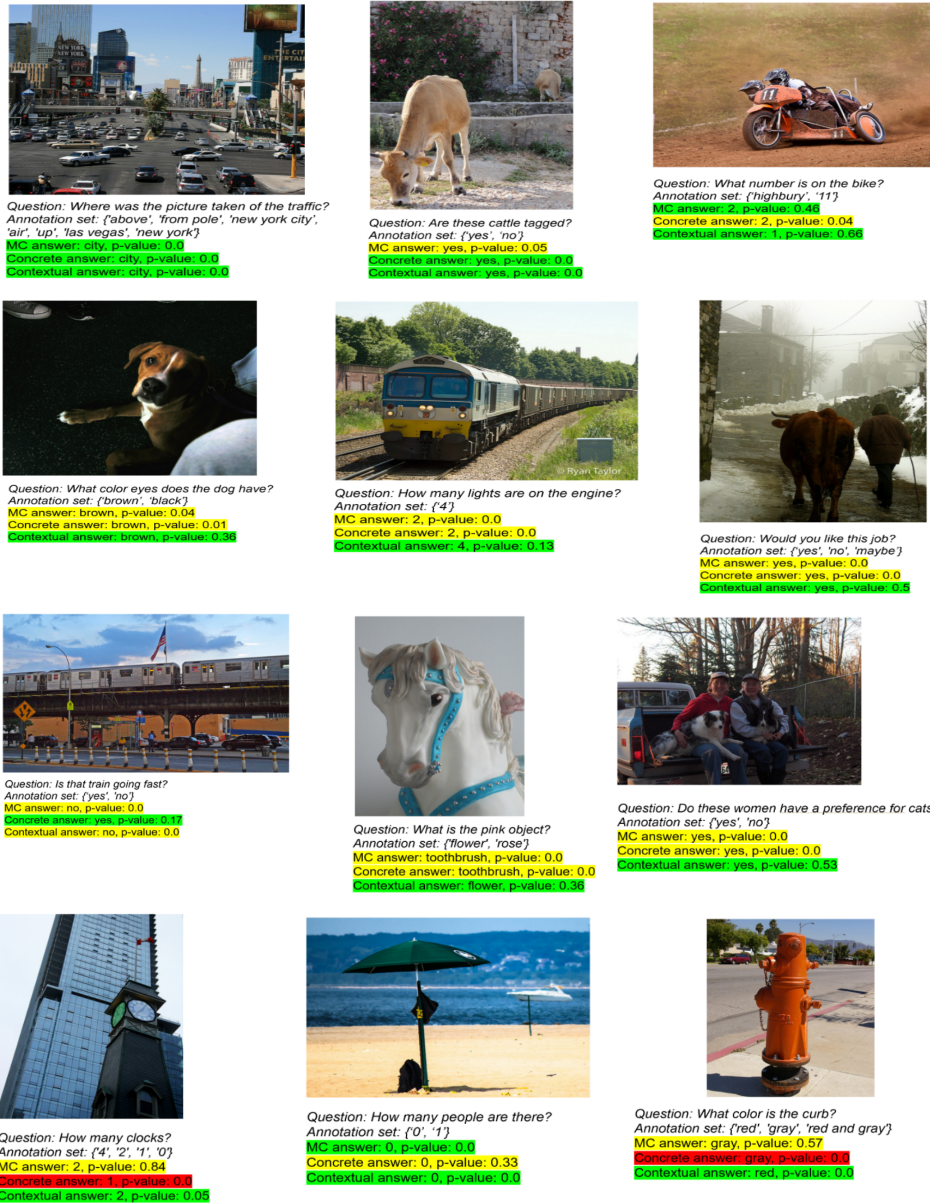 NEW YORK
NEW YORK
THE CITY
ENTERTAI
11
Question: Where was the picture taken of the traffic?
Annotation set: {'above', 'from pole', 'new york city',
'air', 'up', 'las vegas', 'new york'}
MC answer: city, p-value: 0.0
Concrete answer: city, p-value: 0.0
Contextual answer: city, p-value: 0.0
Question: Are these cattle tagged?
Annotation set: {'yes', 'no'}
MC answer: yes, p-value: 0.05
Concrete answer: yes, p-value: 0.0
Contextual answer: yes, p-value: 0.0
Question: What number is on the bike?
Annotation set: {'highbury', '11'}
MC answer: 2, p-value: 0.46
Concrete answer: 2, p-value: 0.04
Contextual answer: 1, p-value: 0.66
© Ryan Taylor
Question: What color eyes does the dog have?
Annotation set: {'brown', 'black'}
MC answer: brown, p-value: 0.04
Concrete answer: brown, p-value: 0.01
Contextual answer: brown, p-value: 0.36
Question: How many lights are on the engine?
Annotation set: {'4'}
MC answer: 2, p-value: 0.0
Concrete answer: 2, p-value: 0.0
Contextual answer: 4, p-value: 0.13
Question: Would you like this job?
Annotation set: {'yes', 'no', 'maybe'}
MC answer: yes, p-value: 0.0
Concrete answer: yes, p-value: 0.0
Contextual answer: yes, p-value: 0.5
Question: Is that train going fast?
Annotation set: {'yes', 'no'}
MC answer: no, p-value: 0.0
Concrete answer: yes, p-value: 0.17
Contextual answer: no, p-value: 0.0
Question: What is the pink object?
Annotation set: {'flower', 'rose'}
MC answer: toothbrush, p-value: 0.0
Concrete answer: toothbrush, p-value: 0.0
Contextual answer: flower, p-value: 0.36
Question: Do these women have a preference for cats
Annotation set: {'yes', 'no'}
MC answer: yes, p-value: 0.0
Concrete answer: yes, p-value: 0.0
Contextual answer: yes, p-value: 0.53
Question: How many clocks?
Annotation set: {'4', '2', '1', '0'}
MC answer: 2, p-value: 0.84
Concrete answer: 1, p-value: 0.0
Contextual answer: 2, p-value: 0.05
Question: How many people are there?
Annotation set: {'0', '1'}
MC answer: 0, p-value: 0.0
Concrete answer: 0, p-value: 0.33
Contextual answer: 0, p-value: 0.0
Question: What color is the curb?
Annotation set: {'red', 'gray', 'red and gray'}
MC answer: gray, p-value: 0.57
Concrete answer: gray, p-value: 0.0
Contextual answer: red, p-value: 0.0